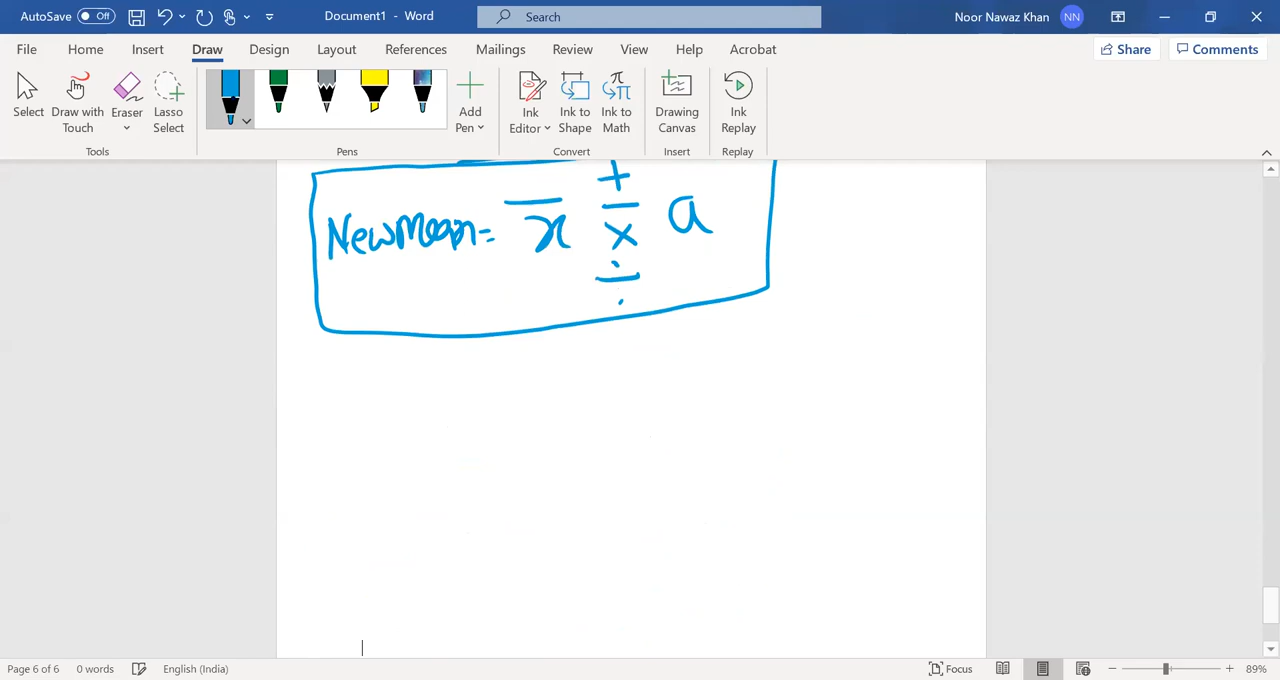 AutoSave Off Document1 - Word Search Noor Nawaz Khan NN
File Home Insert Draw Design Layout References Mailings Review View Help Acrobat Share Comments
Select Draw with Touch Eraser Lasso Select Add Pen Ink Editor Ink to Shape Ink to Math Drawing Canvas Ink Replay
Tools Pens Convert Insert Replay
+
New Mean = x̄ − a
×
÷
Page 6 of 6 0 words English (India) Focus 89%